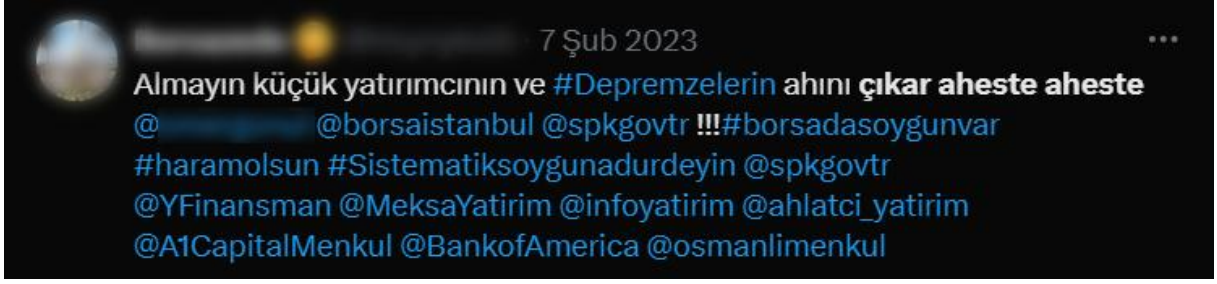 7 Şub 2023
Almayın küçük yatırımcının ve #Depremzelerin ahını çıkar aheste aheste
@ @borsaistanbul @spkgovtr !!!#borsadasoygunvar
#haramolsun #Sistematiksoygunadurdeyin @spkgovtr
@YFinansman @MeksaYatirim @infoyatirim @ahlatci_yatirim
@A1CapitalMenkul @BankofAmerica @osmanlimenkul